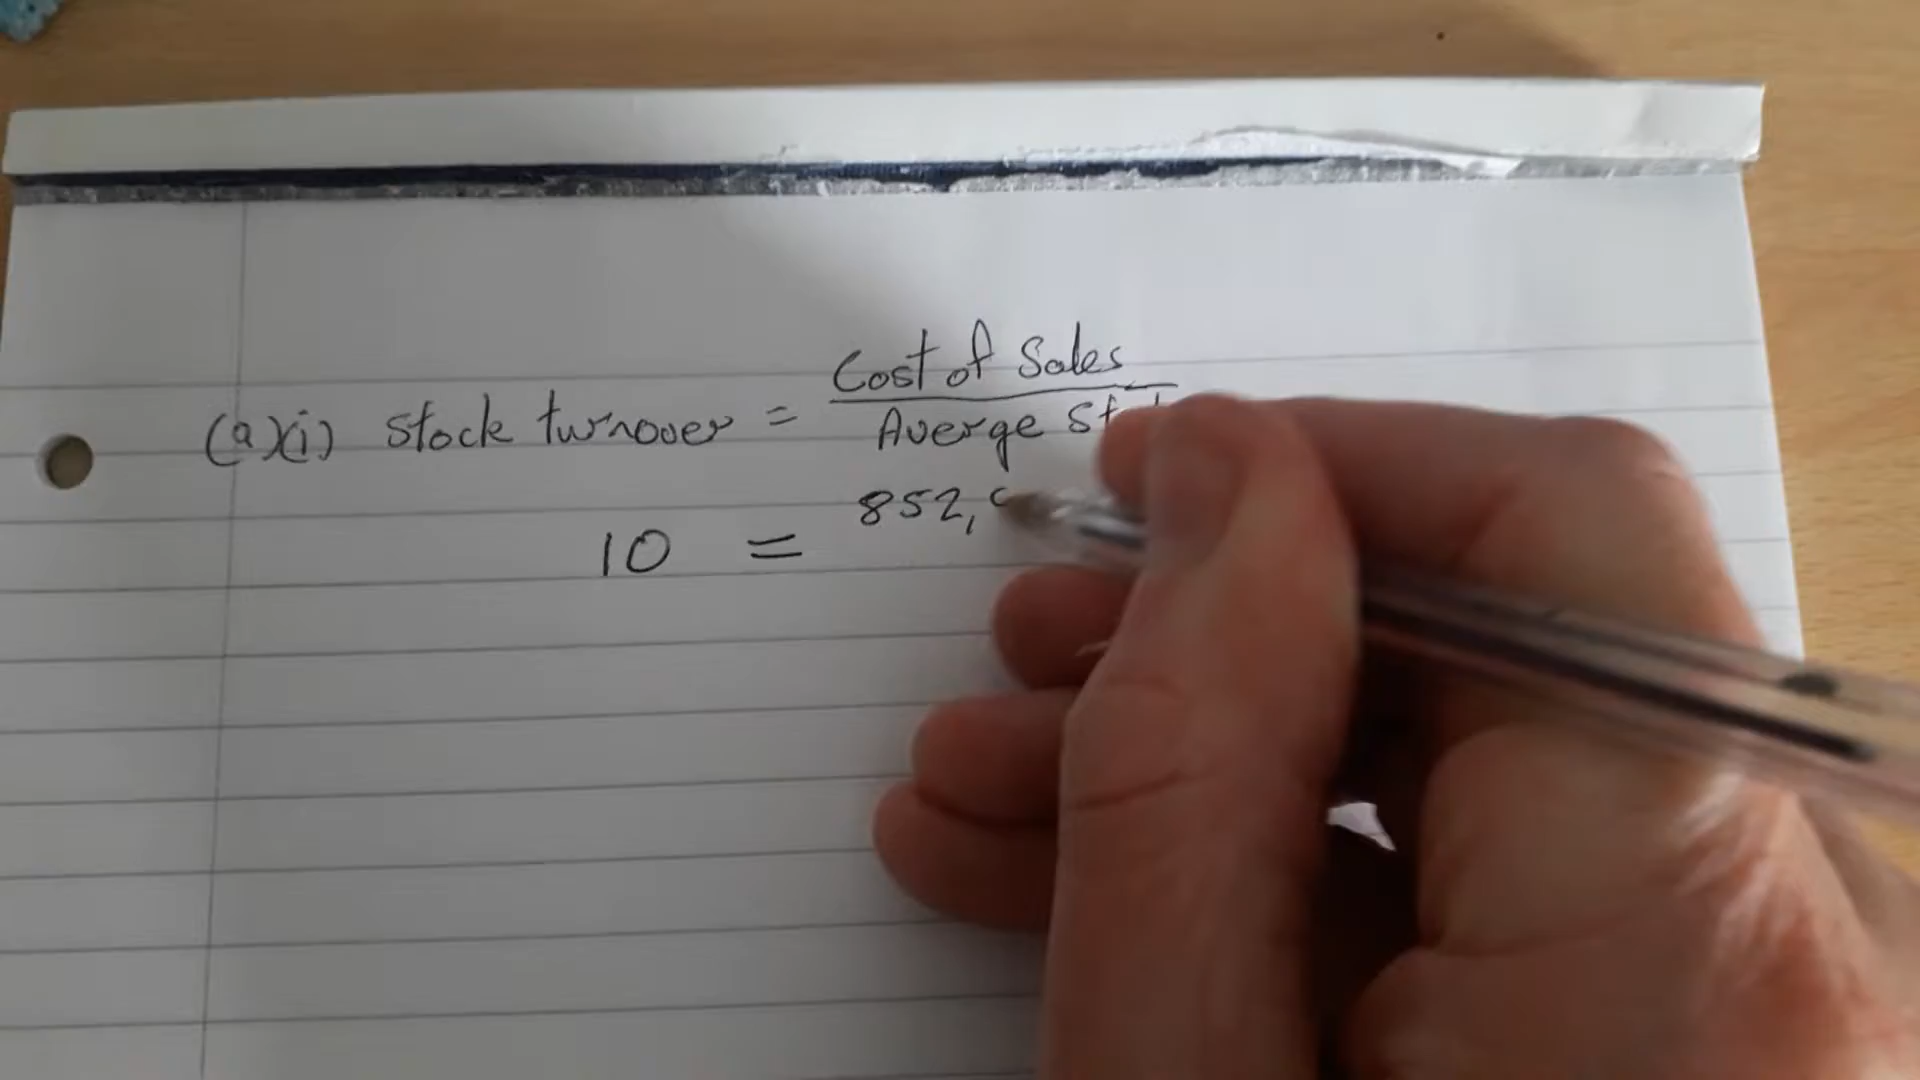 (a)(i) Stock turnover = Cost of Sales
Averge
10 = 852,